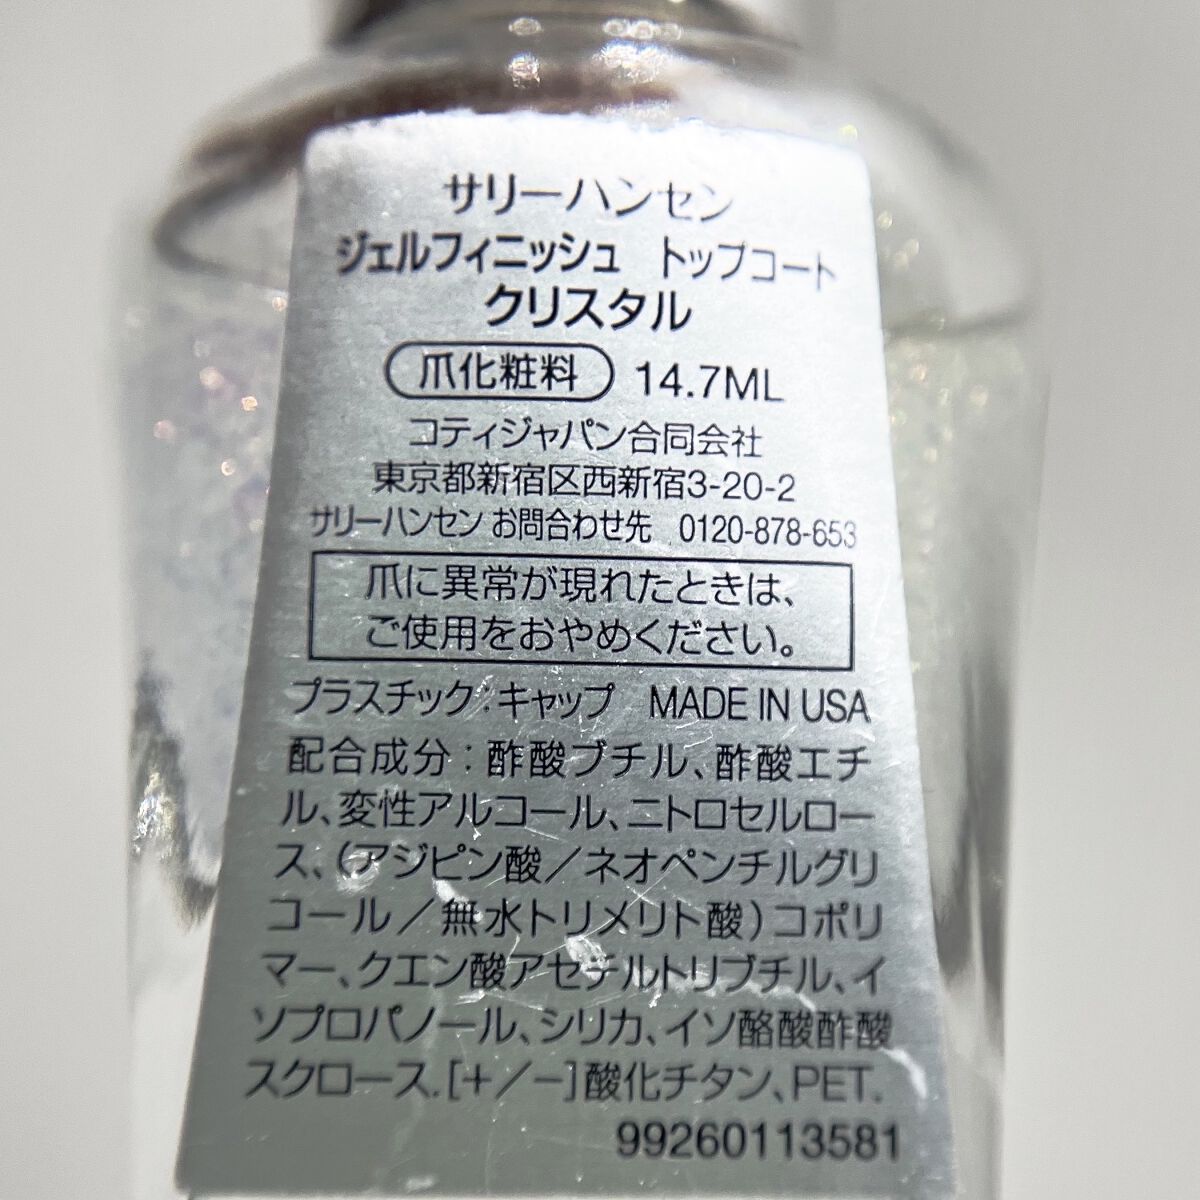 サリーハンセン
ジェルフィニッシュ トップコート
クリスタル
爪化粧料 14.7ML
コティジャパン合同会社
東京都新宿区西新宿3-20-2
サリーハンセン お問合わせ先 0120-878-653
爪に異常が現れたときは、
ご使用をおやめください。
プラスチック:キャップ MADE IN USA
配合成分:酢酸ブチル、酢酸エチ
ル、変性アルコール、ニトロセルロー
ス、(アジピン酸/ネオペンチルグリ
コール/無水トリメリト酸)コポリ
マー、クエン酸アセチルトリブチル、イ
ソプロパノール、シリカ、イソ酪酸酢酸
スクロース.[+/-]酸化チタン、PET.
99260113581